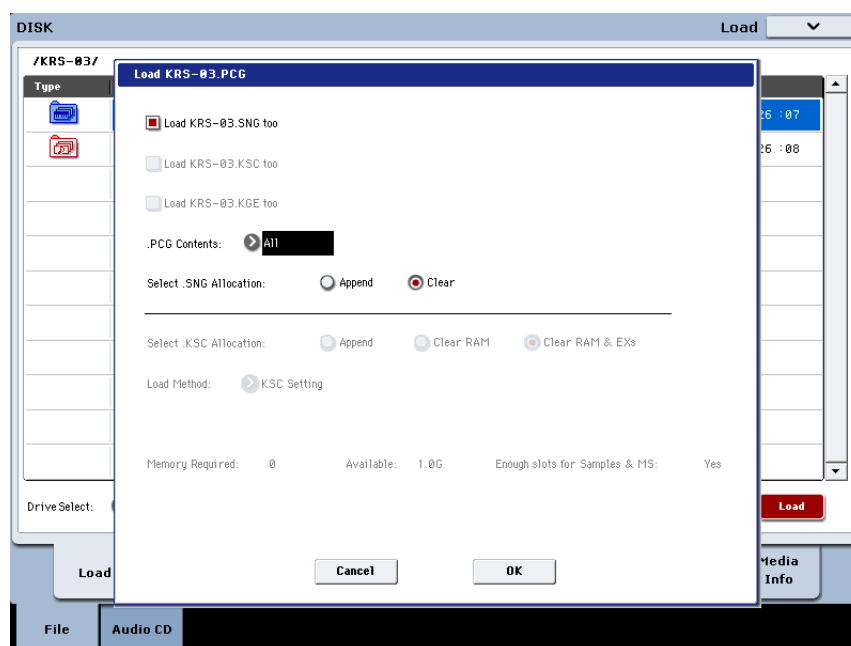 DISK Load
/KRS-03/
Load KRS-03.PCG
Type
Load KRS-03.SNG too
26 :07
Load KRS-03.KSC too
26 :08
Load KRS-03.KGE too
.PCG Contents: All
Select .SNG Allocation: Append Clear
Select .KSC Allocation: Append Clear RAM Clear RAM & EXs
Load Method: KSC Setting
Memory Required: 0 Available: 1.0G Enough slots for Samples & MS: Yes
Drive Select: Load
Cancel OK
Load Media
Info
File Audio CD